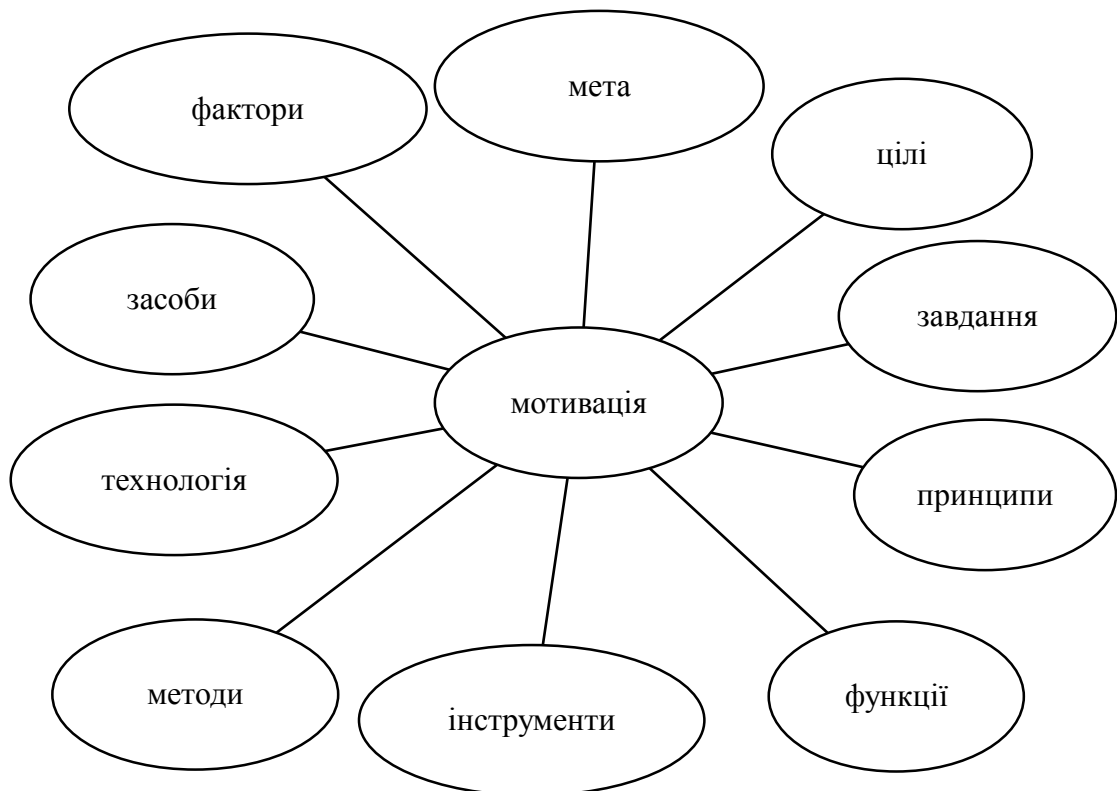 мета
фактори
цілі
засоби
завдання
мотивація
технологія
принципи
методи
інструменти
функції